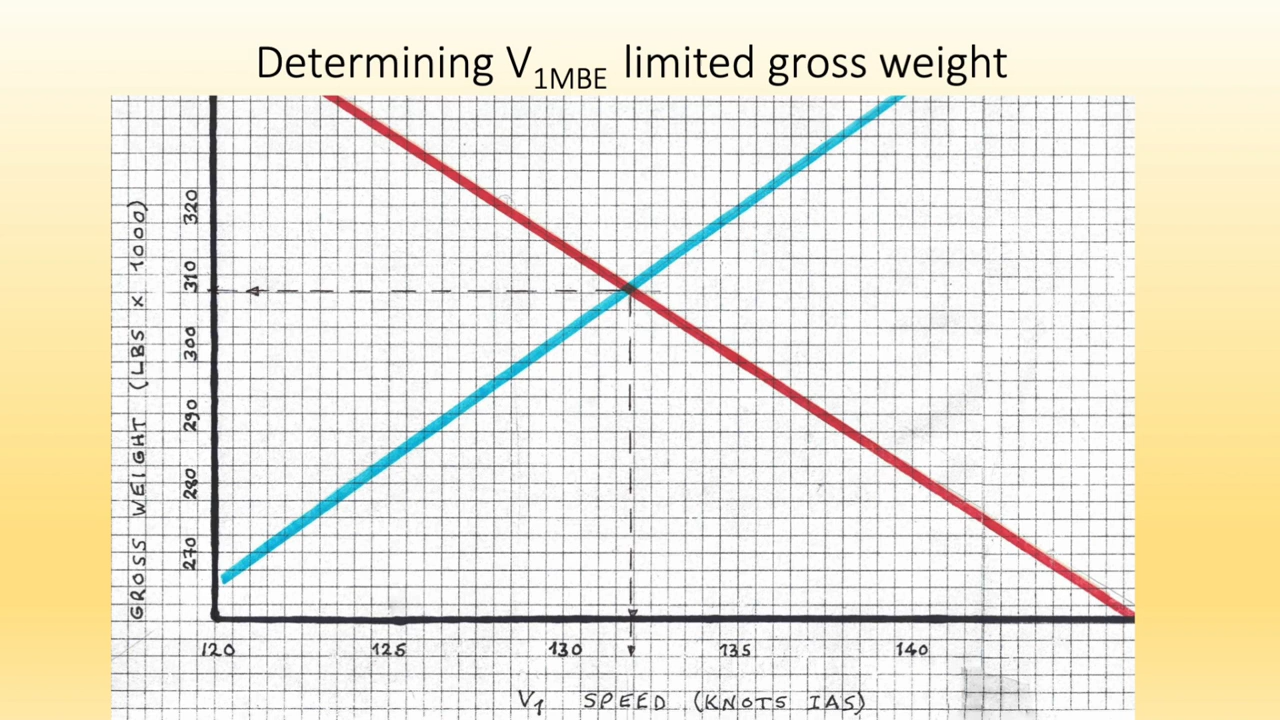 Determining V1MBE limited gross weight
GROSS WEIGHT (LBS X 1000)
320
310
300
290
280
270
120 125 130 135 140
V1 SPEED (KNOTS IAS)